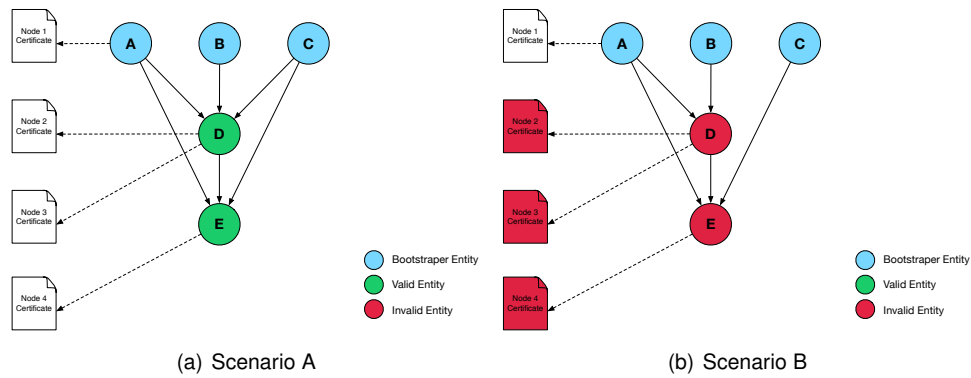 Node 1
Certificate
A
B
C
Node 2
Certificate
D
Node 3
Certificate
E
Node 4
Certificate
Bootstraper Entity
Valid Entity
Invalid Entity
(a) Scenario A
Node 1
Certificate
A
B
C
Node 2
Certificate
D
Node 3
Certificate
E
Node 4
Certificate
Bootstraper Entity
Valid Entity
Invalid Entity
(b) Scenario B